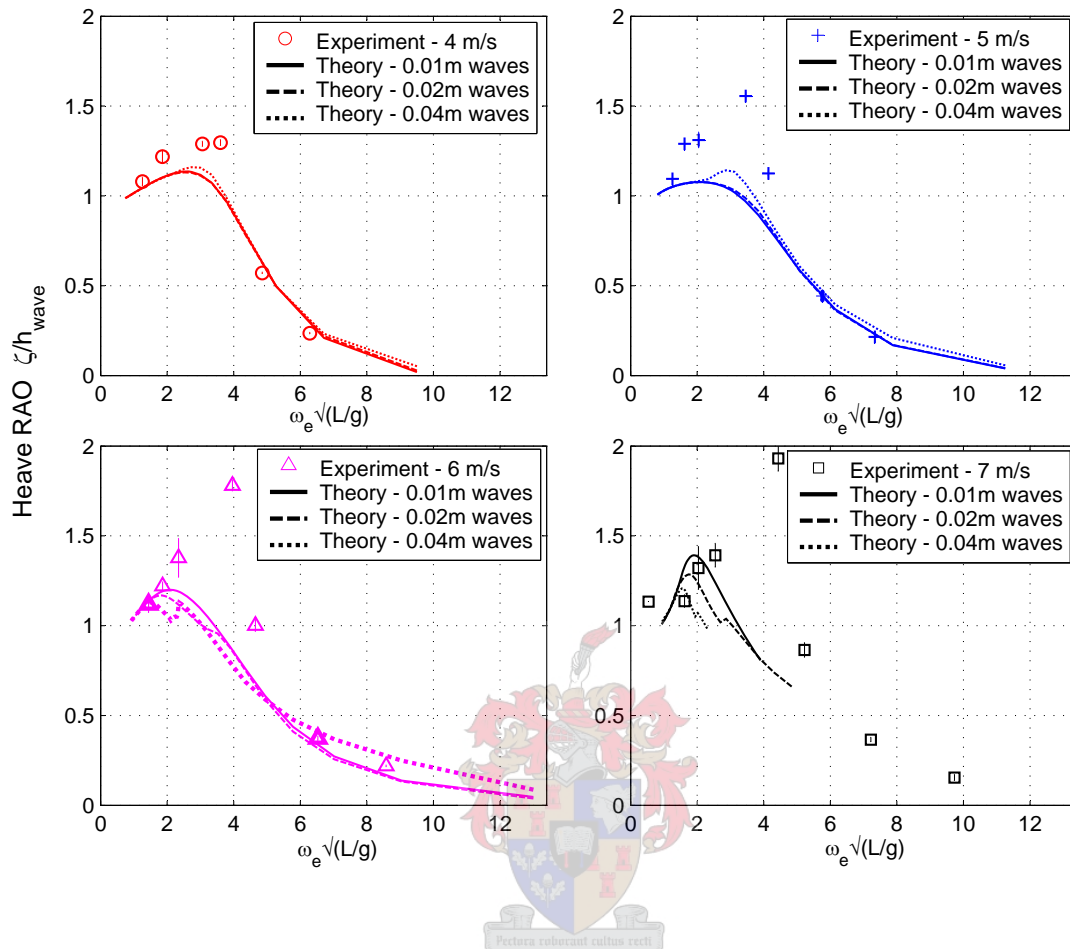 2
1.5
1
0.5
0
0 2 4 6 8 10 12
ω_e √(L/g)
Experiment - 4 m/s
Theory - 0.01m waves
Theory - 0.02m waves
Theory - 0.04m waves
2
1.5
1
0.5
0
0 2 4 6 8 10 12
ω_e √(L/g)
Experiment - 5 m/s
Theory - 0.01m waves
Theory - 0.02m waves
Theory - 0.04m waves
Heave RAO ζ/h_wave
2
1.5
1
0.5
0
0 2 4 6 8 10 12
ω_e √(L/g)
Experiment - 6 m/s
Theory - 0.01m waves
Theory - 0.02m waves
Theory - 0.04m waves
2
1.5
1
0.5
0
0 2 4 6 8 10 12
ω_e √(L/g)
Experiment - 7 m/s
Theory - 0.01m waves
Theory - 0.02m waves
Theory - 0.04m waves
Pectora roborant cultus recti